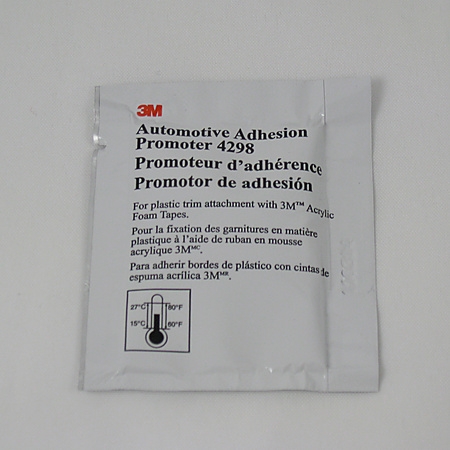 3M
Automotive Adhesion
Promoter 4298
Promoteur d'adhérence
Promotor de adhesión
For plastic trim attachment with 3M™ Acrylic
Foam Tapes.
Pour la fixation des garnitures en matière
plastique à l'aide de ruban en mousse
acrylique 3Mᴹᶜ.
Para adherir bordes de plástico con cintas de
espuma acrílica 3Mᴹᴿ.
27°C 80°F
15°C 60°F